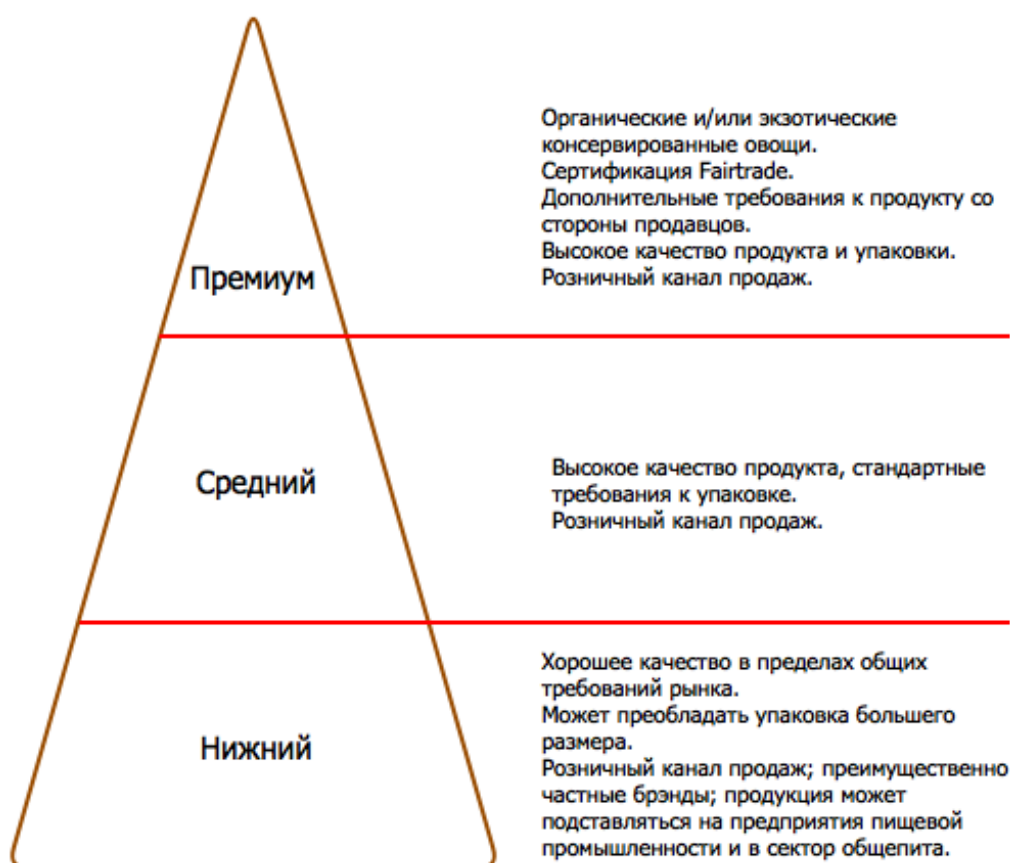 Органические и/или экзотические
консервированные овощи.
Сертификация Fairtrade.
Дополнительные требования к продукту со
стороны продавцов.
Высокое качество продукта и упаковки.
Розничный канал продаж.
Премиум
Средний
Высокое качество продукта, стандартные
требования к упаковке.
Розничный канал продаж.
Нижний
Хорошее качество в пределах общих
требований рынка.
Может преобладать упаковка большего
размера.
Розничный канал продаж; преимущественно
частные брэнды; продукция может
подставляться на предприятия пищевой
промышленности и в сектор общепита.